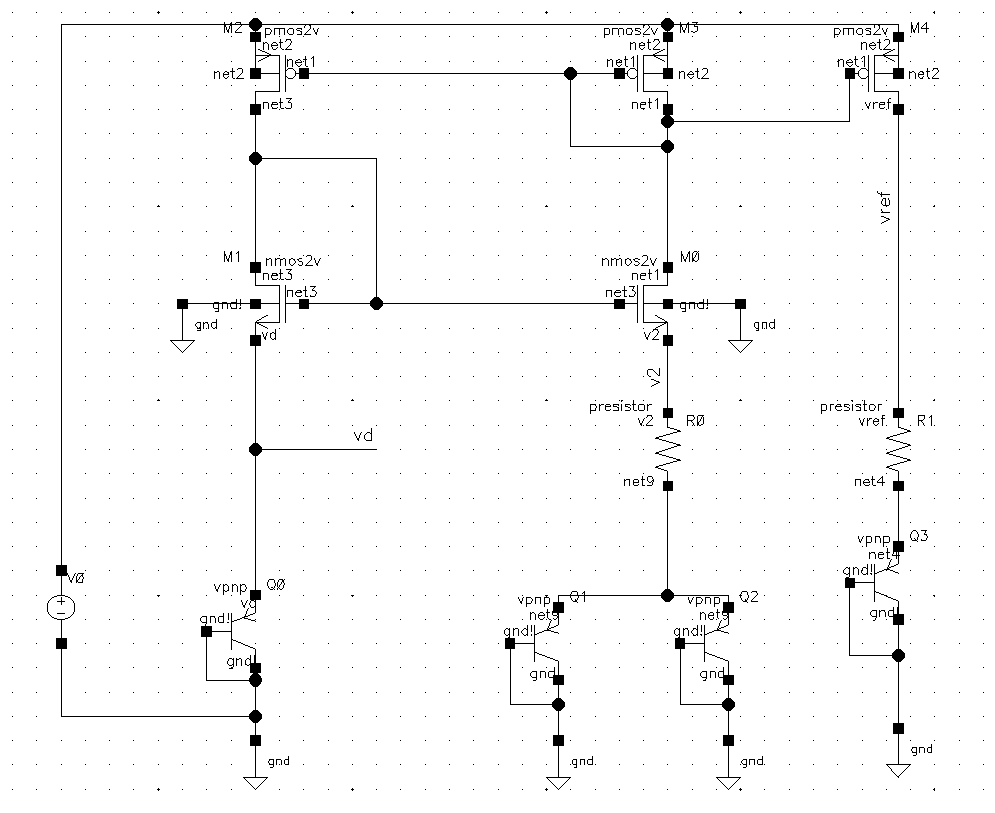 M2 pmos2v
net2
net2
net1
net3
M3
pmos2v
net2
net1
net2
net1
M4
pmos2v
net2
net1
net2
vref
vref
M1 nmos2v
net3
gnd!
net3
gnd
vd
nmos2v M0
net1
net3
gnd!
gnd
v2
v2
presistor
v2 R0
net9
presistor
vref R1
net4
vd
V0
vpnp Q0
gnd!
gnd!
gnd
vpnp Q1
net9
gnd!
gnd
gnd
vpnp Q2
net9
gnd!
gnd
gnd
vpnp Q3
net4
gnd!
gnd
gnd